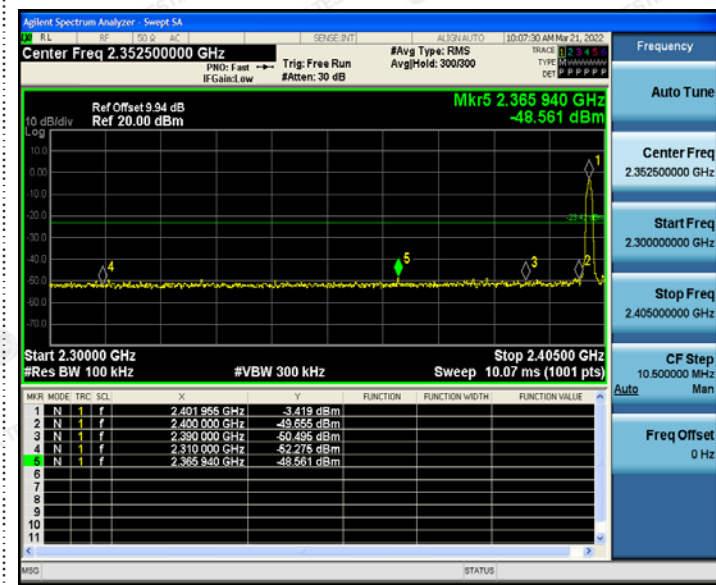 Agilent Spectrum Analyzer - Swept SA
RL RF 50 Ω AC SENSE:INT ALIGNAUTO 10:07:30 AM Mar 21, 2022
Center Freq 2.352500000 GHz
PNO: Fast
IFGain:Low
Trig: Free Run
#Atten: 30 dB
#Avg Type: RMS
Avg|Hold: 300/300
TRACE 1 2 3 4 5 6
TYPE M
DET P P P P P P
Ref Offset 9.94 dB
10 dB/div Ref 20.00 dBm
Log
Mkr5 2.365 940 GHz
-48.561 dBm
10.0
0.00
-10.0
-20.0
-30.0
-40.0
-50.0
-60.0
-70.0
1
2
3
4
5
Start 2.30000 GHz Stop 2.40500 GHz
#Res BW 100 kHz #VBW 300 kHz Sweep 10.07 ms (1001 pts)
MKR MODE TRC SCL X Y FUNCTION FUNCTION WIDTH FUNCTION VALUE
1 N 1 f 2.401 955 GHz -3.419 dBm
2 N 1 f 2.400 000 GHz -49.655 dBm
3 N 1 f 2.390 000 GHz -50.495 dBm
4 N 1 f 2.310 000 GHz -52.275 dBm
5 N 1 f 2.365 940 GHz -48.561 dBm
6
7
8
9
10
11
MSG STATUS
Frequency
Auto Tune
Center Freq
2.352500000 GHz
Start Freq
2.300000000 GHz
Stop Freq
2.405000000 GHz
CF Step
10.500000 MHz
Auto Man
Freq Offset
0 Hz